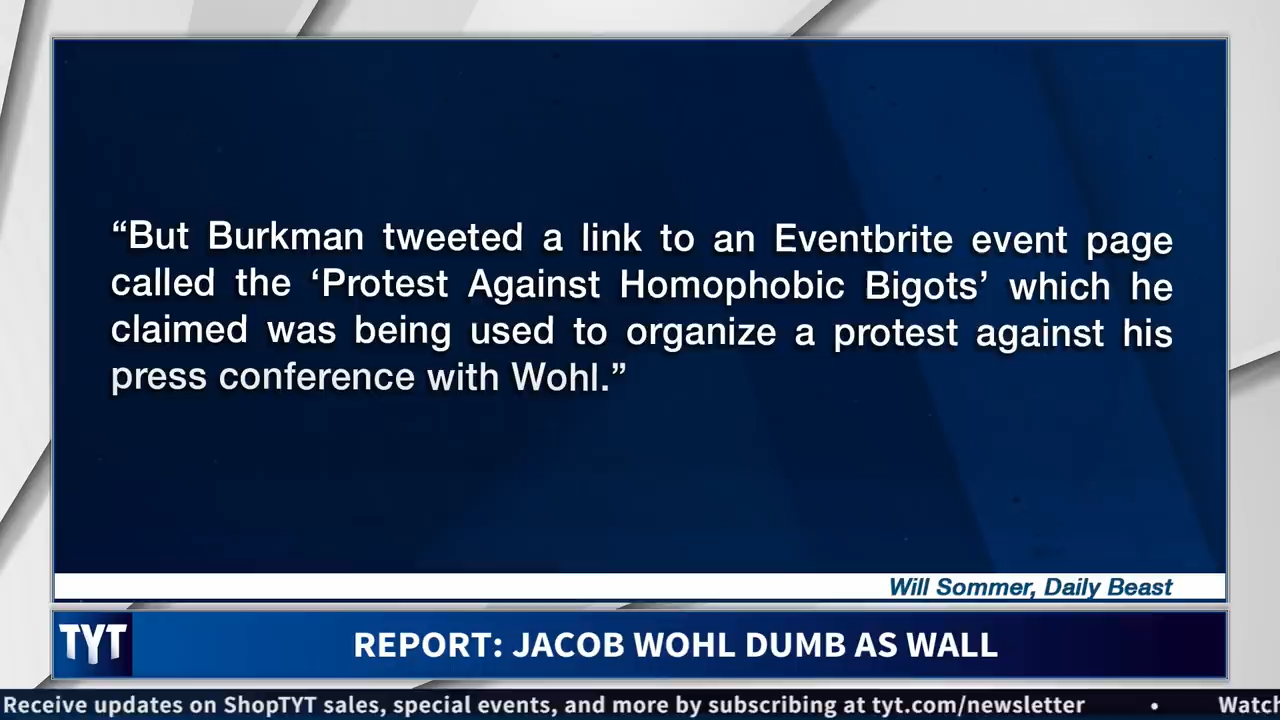 “But Burkman tweeted a link to an Eventbrite event page
called the ‘Protest Against Homophobic Bigots’ which he
claimed was being used to organize a protest against his
press conference with Wohl.”
Will Sommer, Daily Beast
TYT
REPORT: JACOB WOHL DUMB AS WALL
Receive updates on ShopTYT sales, special events, and more by subscribing at tyt.com/newsletter • Watch